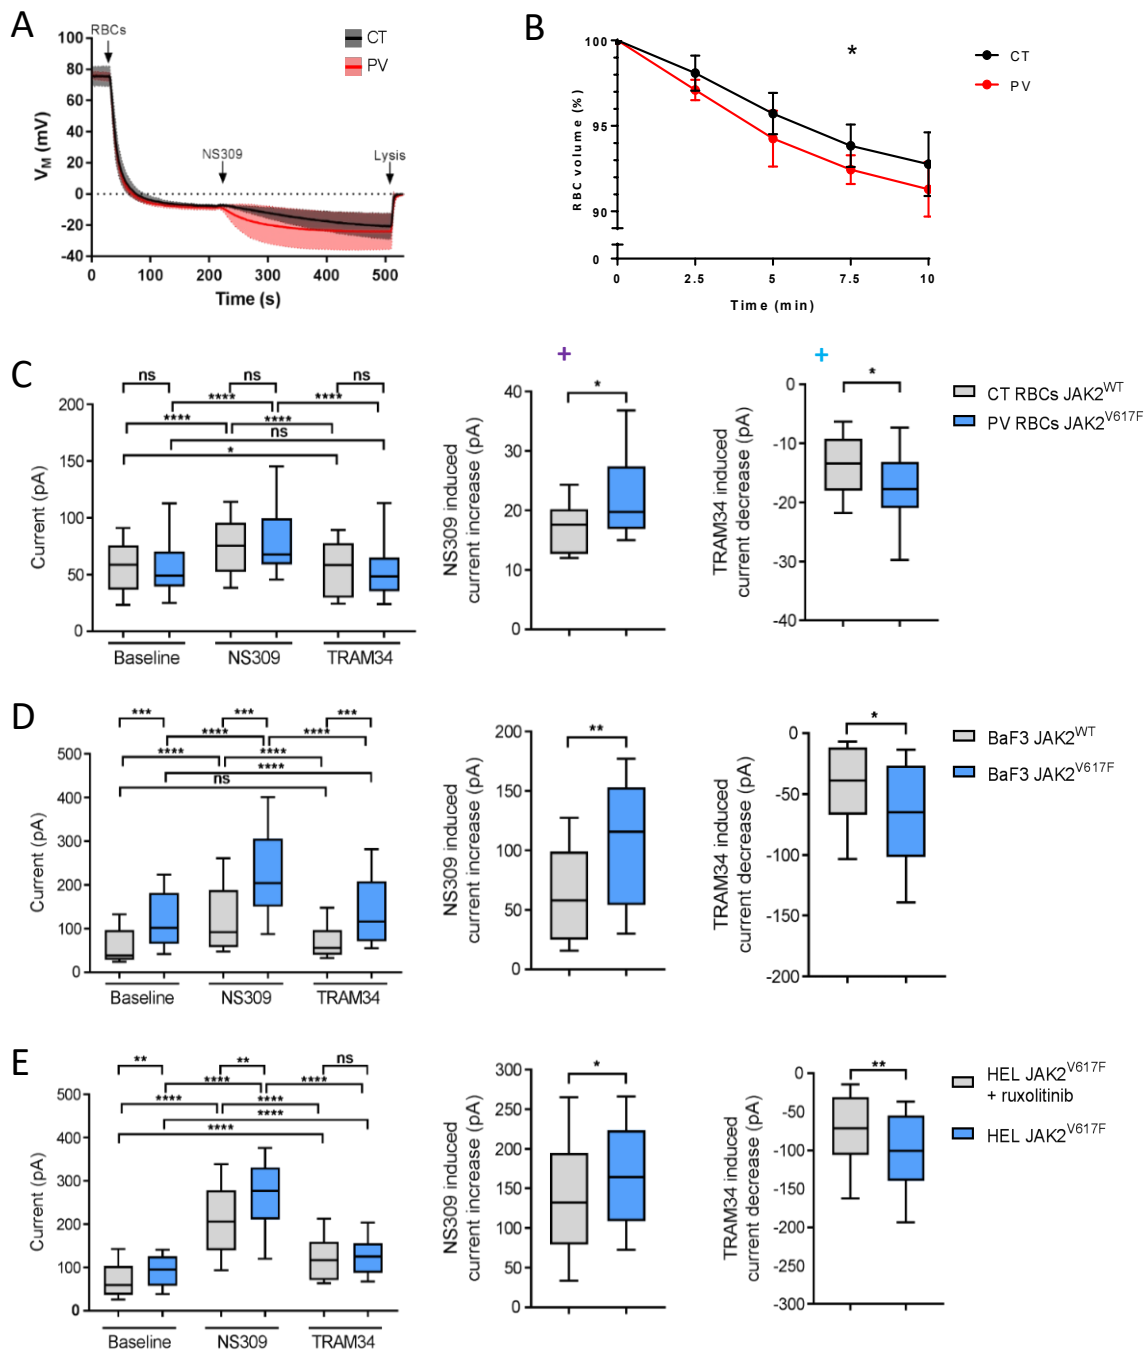 A
RBCs
CT
PV
100
80
60
40
20
0
-20
-40
V_M (mV)
NS309
Lysis
0 100 200 300 400 500
Time (s)
B
*
CT
PV
100
95
90
0
RBC volume (%)
0 2.5 5 7.5 10
Time (min)
C
ns ns ns
**** ****
**** ****
ns
*
200
150
100
50
0
Current (pA)
Baseline NS309 TRAM34
+
*
40
30
20
10
0
NS309 induced
current increase (pA)
+
*
0
-10
-20
-30
-40
TRAM34 induced
current decrease (pA)
CT RBCs JAK2^WT
PV RBCs JAK2^V617F
D
*** *** ***
**** ****
**** ****
****
ns
500
400
300
200
100
0
Current (pA)
Baseline NS309 TRAM34
**
200
150
100
50
0
NS309 induced
current increase (pA)
*
0
-50
-100
-150
-200
TRAM34 induced
current decrease (pA)
BaF3 JAK2^WT
BaF3 JAK2^V617F
E
** ** ns
**** ****
**** ****
****
****
500
400
300
200
100
0
Current (pA)
Baseline NS309 TRAM34
*
300
250
200
150
100
50
0
NS309 induced
current increase (pA)
**
0
-50
-100
-150
-200
-250
-300
TRAM34 induced
current decrease (pA)
HEL JAK2^V617F
+ ruxolitinib
HEL JAK2^V617F